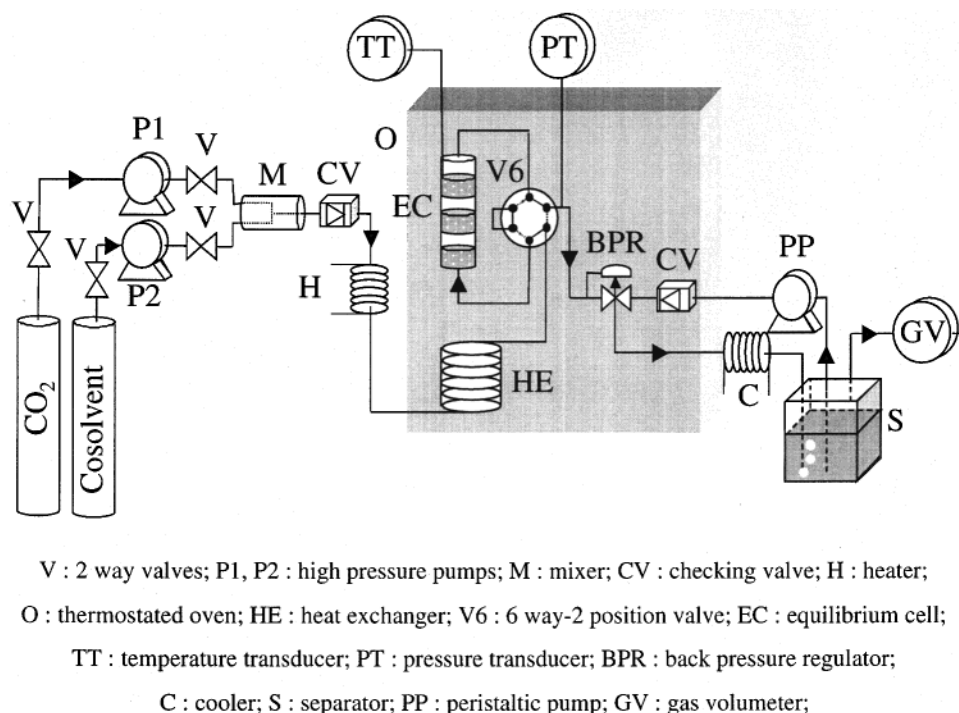 TT
PT
O
P1
V
M
CV
V6
EC
V
V
V
P2
H
BPR
CV
PP
GV
HE
C
S
CO₂
Cosolvent
V : 2 way valves; P1, P2 : high pressure pumps; M : mixer; CV : checking valve; H : heater;
O : thermostated oven; HE : heat exchanger; V6 : 6 way-2 position valve; EC : equilibrium cell;
TT : temperature transducer; PT : pressure transducer; BPR : back pressure regulator;
C : cooler; S : separator; PP : peristaltic pump; GV : gas volumeter;